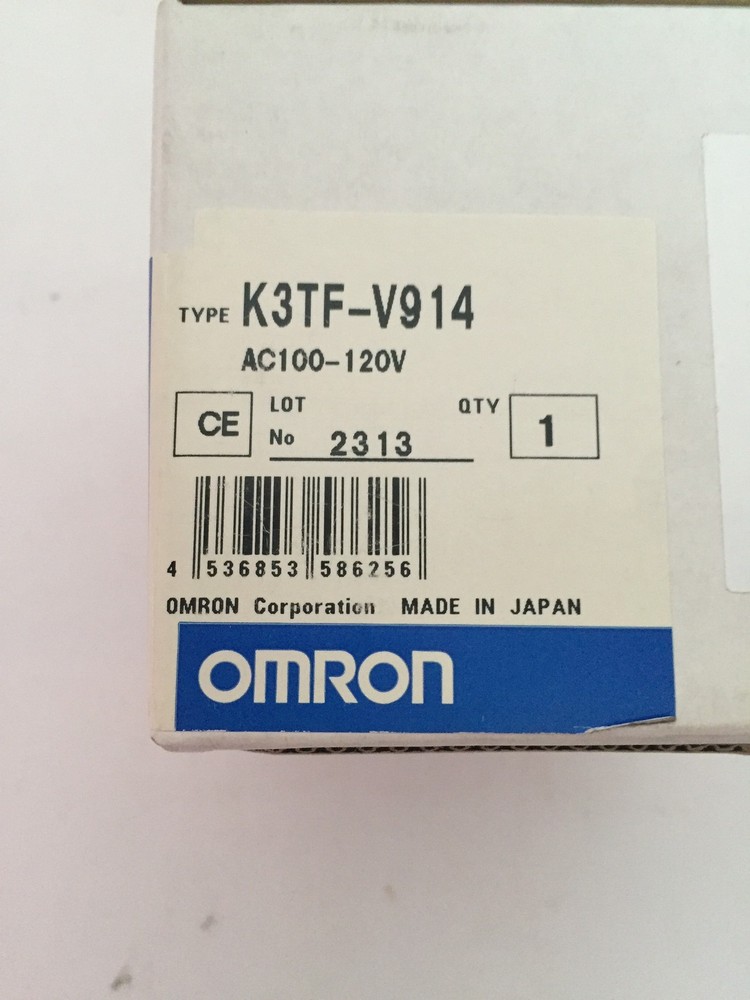 TYPE K3TF-V914
AC100-120V
CE
LOT No 2313
QTY 1
4 536853 586256
OMRON Corporation MADE IN JAPAN
OMRON